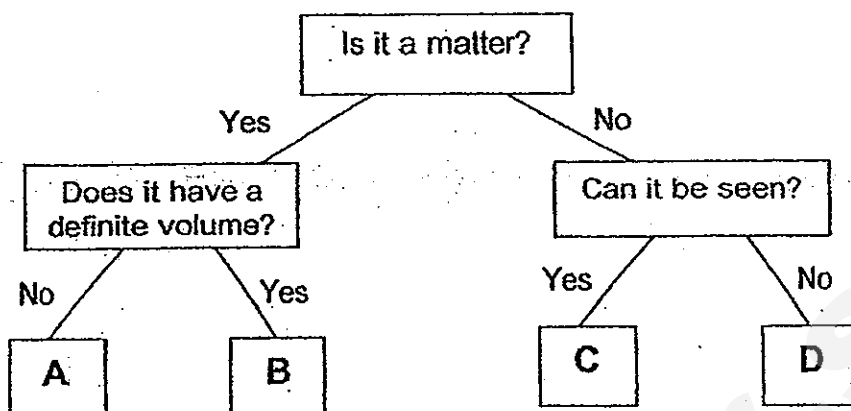 Is it a matter?
Yes
No
Does it have a
definite volume?
Can it be seen?
No
Yes
Yes
No
A
B
C
D